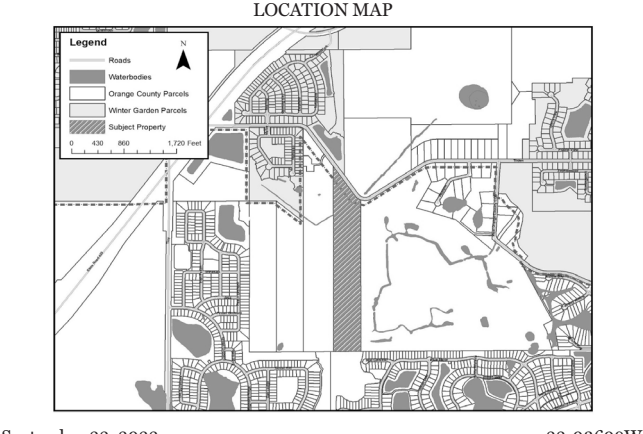 LOCATION MAP
Legend
N
Roads
Waterbodies
Orange County Parcels
Winter Garden Parcels
Subject Property
0 430 860 1,720 Feet